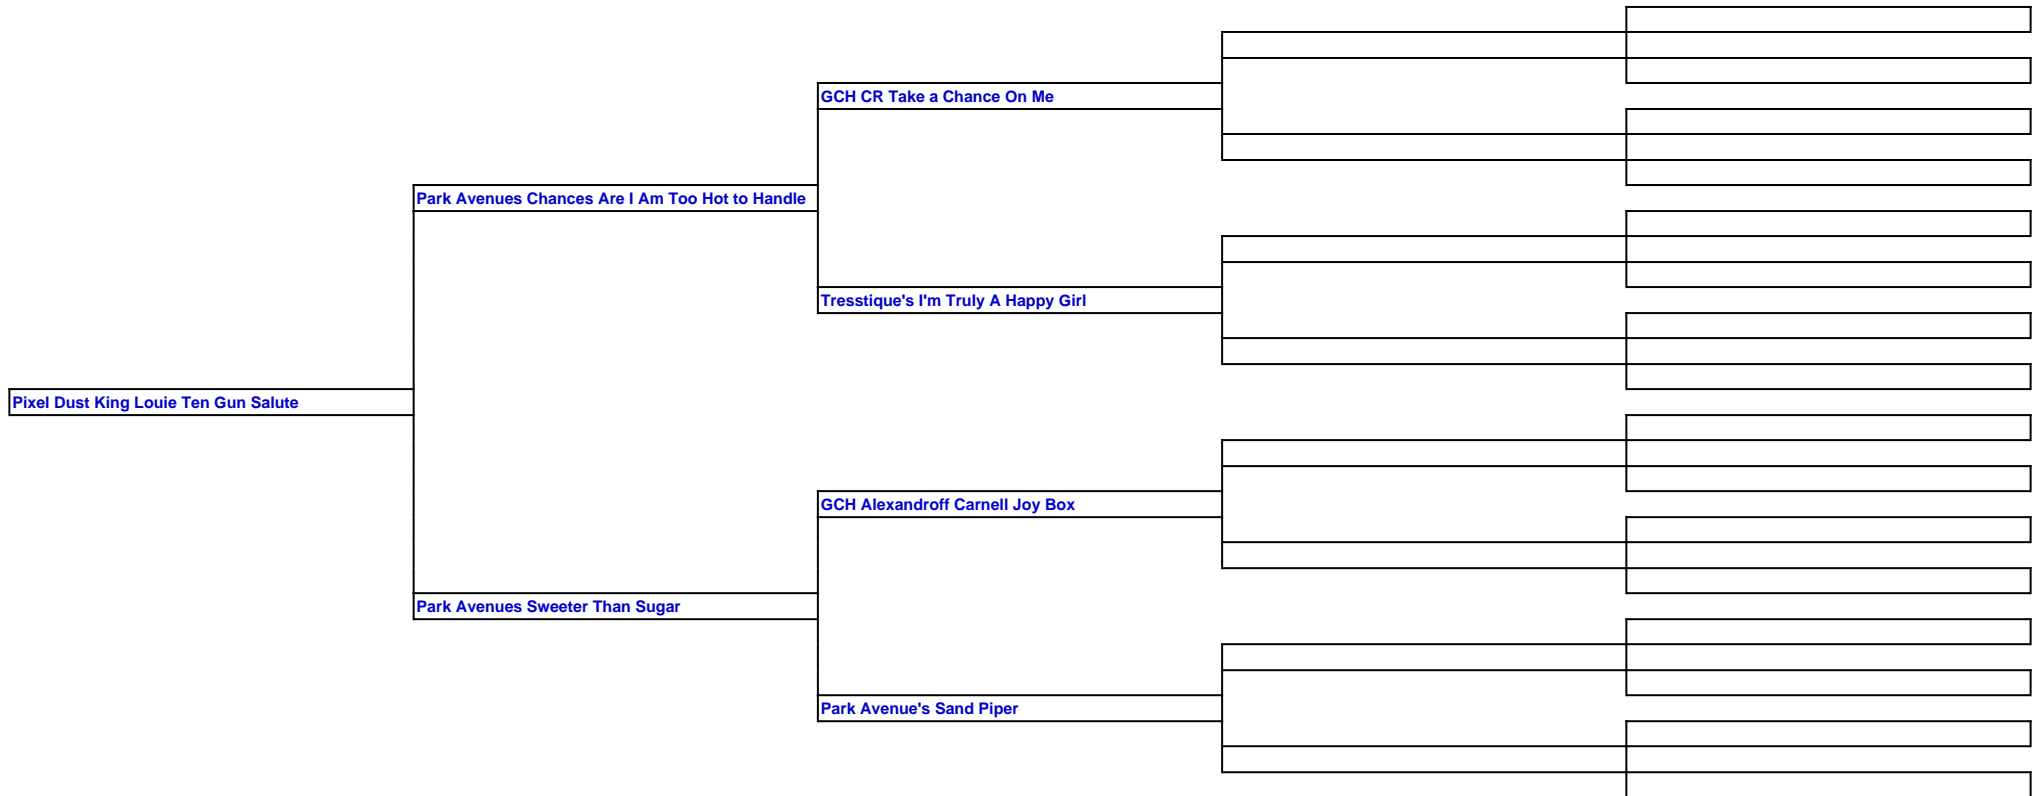 GCH CR Take a Chance On Me
Park Avenues Chances Are I Am Too Hot to Handle
Tresstique's I'm Truly A Happy Girl
Pixel Dust King Louie Ten Gun Salute
GCH Alexandroff Carnell Joy Box
Park Avenues Sweeter Than Sugar
Park Avenue's Sand Piper